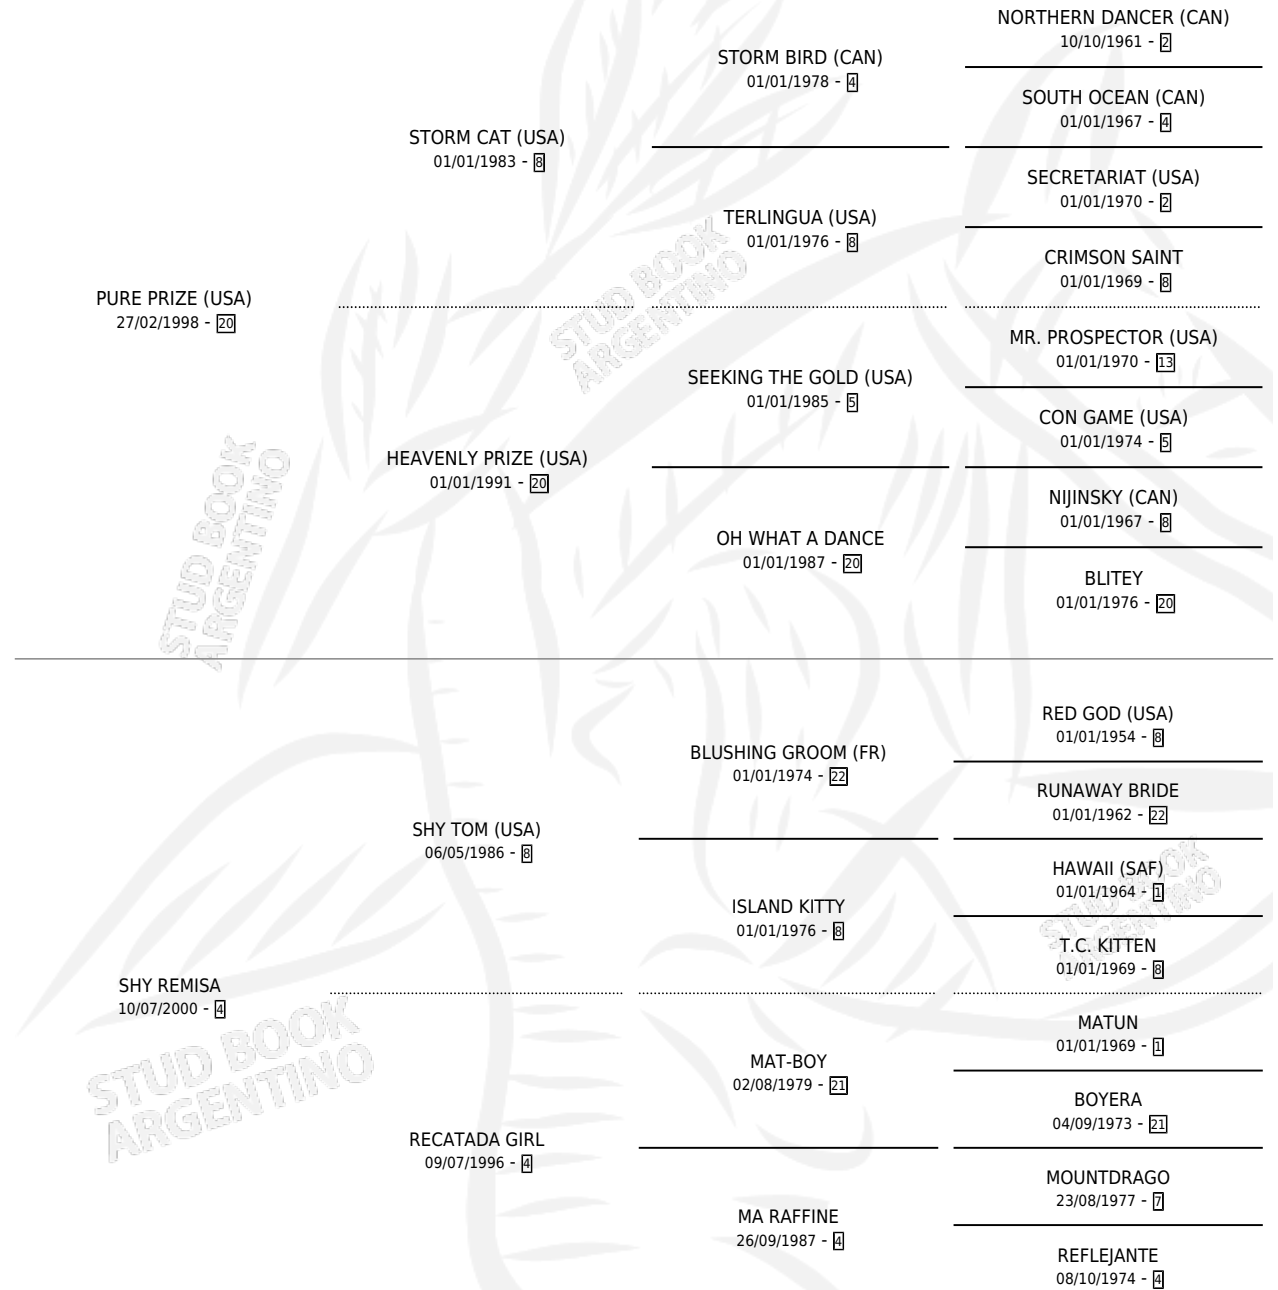 NORTHERN DANCER (CAN)
10/10/1961 - 2
STORM BIRD (CAN)
01/01/1978 - 4
SOUTH OCEAN (CAN)
01/01/1967 - 4
STORM CAT (USA)
01/01/1983 - 8
SECRETARIAT (USA)
01/01/1970 - 2
TERLINGUA (USA)
01/01/1976 - 8
CRIMSON SAINT
01/01/1969 - 8
PURE PRIZE (USA)
27/02/1998 - 20
MR. PROSPECTOR (USA)
01/01/1970 - 13
SEEKING THE GOLD (USA)
01/01/1985 - 5
CON GAME (USA)
01/01/1974 - 5
HEAVENLY PRIZE (USA)
01/01/1991 - 20
NIJINSKY (CAN)
01/01/1967 - 8
OH WHAT A DANCE
01/01/1987 - 20
BLITEY
01/01/1976 - 20
RED GOD (USA)
01/01/1954 - 8
BLUSHING GROOM (FR)
01/01/1974 - 22
RUNAWAY BRIDE
01/01/1962 - 22
SHY TOM (USA)
06/05/1986 - 8
HAWAII (SAF)
01/01/1964 - 1
ISLAND KITTY
01/01/1976 - 8
T.C. KITTEN
01/01/1969 - 8
SHY REMISA
10/07/2000 - 4
MATUN
01/01/1969 - 1
MAT-BOY
02/08/1979 - 21
BOYERA
04/09/1973 - 21
RECATADA GIRL
09/07/1996 - 4
MOUNTDRAGO
23/08/1977 - 7
MA RAFFINE
26/09/1987 - 4
REFLEJANTE
08/10/1974 - 4
STUD BOOK
ARGENTINO
STUD BOOK
ARGENTINO
STUD BOOK
ARGENTINO
STUD BOOK
ARGENTINO